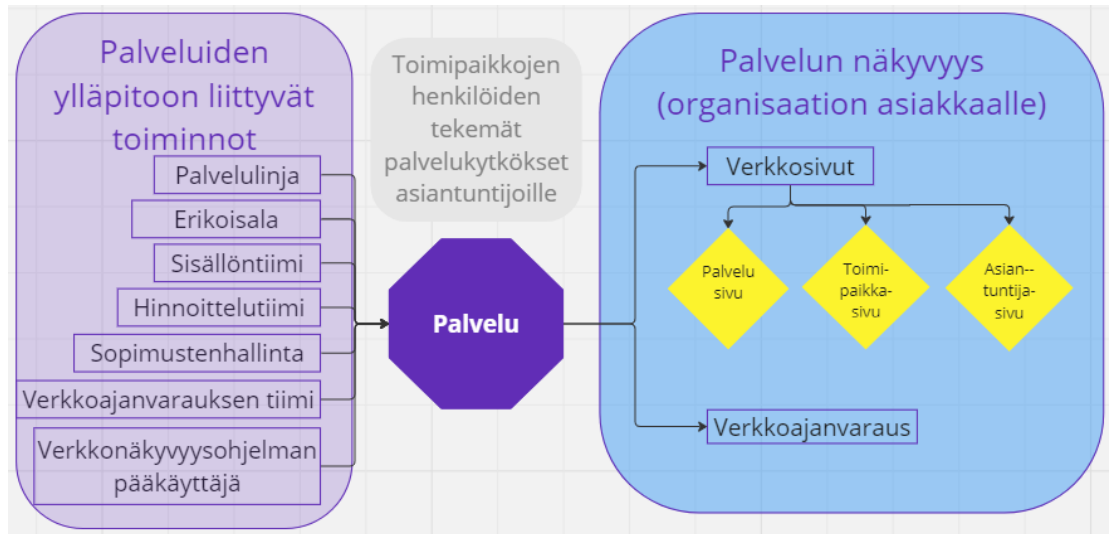 Palveluiden
ylläpitoon liittyvät
toiminnot
Palvelulinja
Erikoisala
Sisällöntiimi
Hinnoittelutiimi
Sopimustenhallinta
Verkkoajanvarauksen tiimi
Verkkonäkyvyysohjelman
pääkäyttäjä
Toimipaikkojen
henkilöiden
tekemät
palvelukytkökset
asiantuntijoille
Palvelu
Palvelun näkyvyys
(organisaation asiakkaalle)
Verkkosivut
Palvelu
sivu
Toimi-
paikka-
sivu
Asian--
tuntija-
sivu
Verkkoajanvaraus